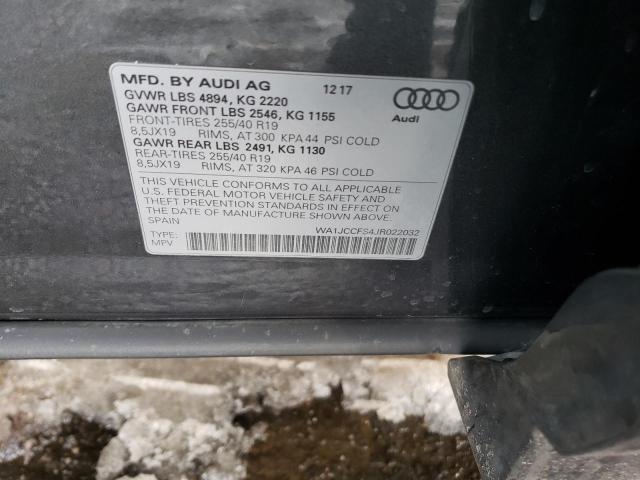 MFD. BY AUDI AG 12 17
GVWR LBS 4894, KG 2220
GAWR FRONT LBS 2546, KG 1155
FRONT-TIRES 255/40 R19
8,5JX19 RIMS, AT 300 KPA 44 PSI COLD
GAWR REAR LBS 2491, KG 1130
REAR-TIRES 255/40 R19
8,5JX19 RIMS, AT 320 KPA 46 PSI COLD
Audi
THIS VEHICLE CONFORMS TO ALL APPLICABLE
U.S. FEDERAL MOTOR VEHICLE SAFETY AND
THEFT PREVENTION STANDARDS IN EFFECT ON
THE DATE OF MANUFACTURE SHOWN ABOVE.
SPAIN
TYPE: WA1JCCFS4JR022032
MPV